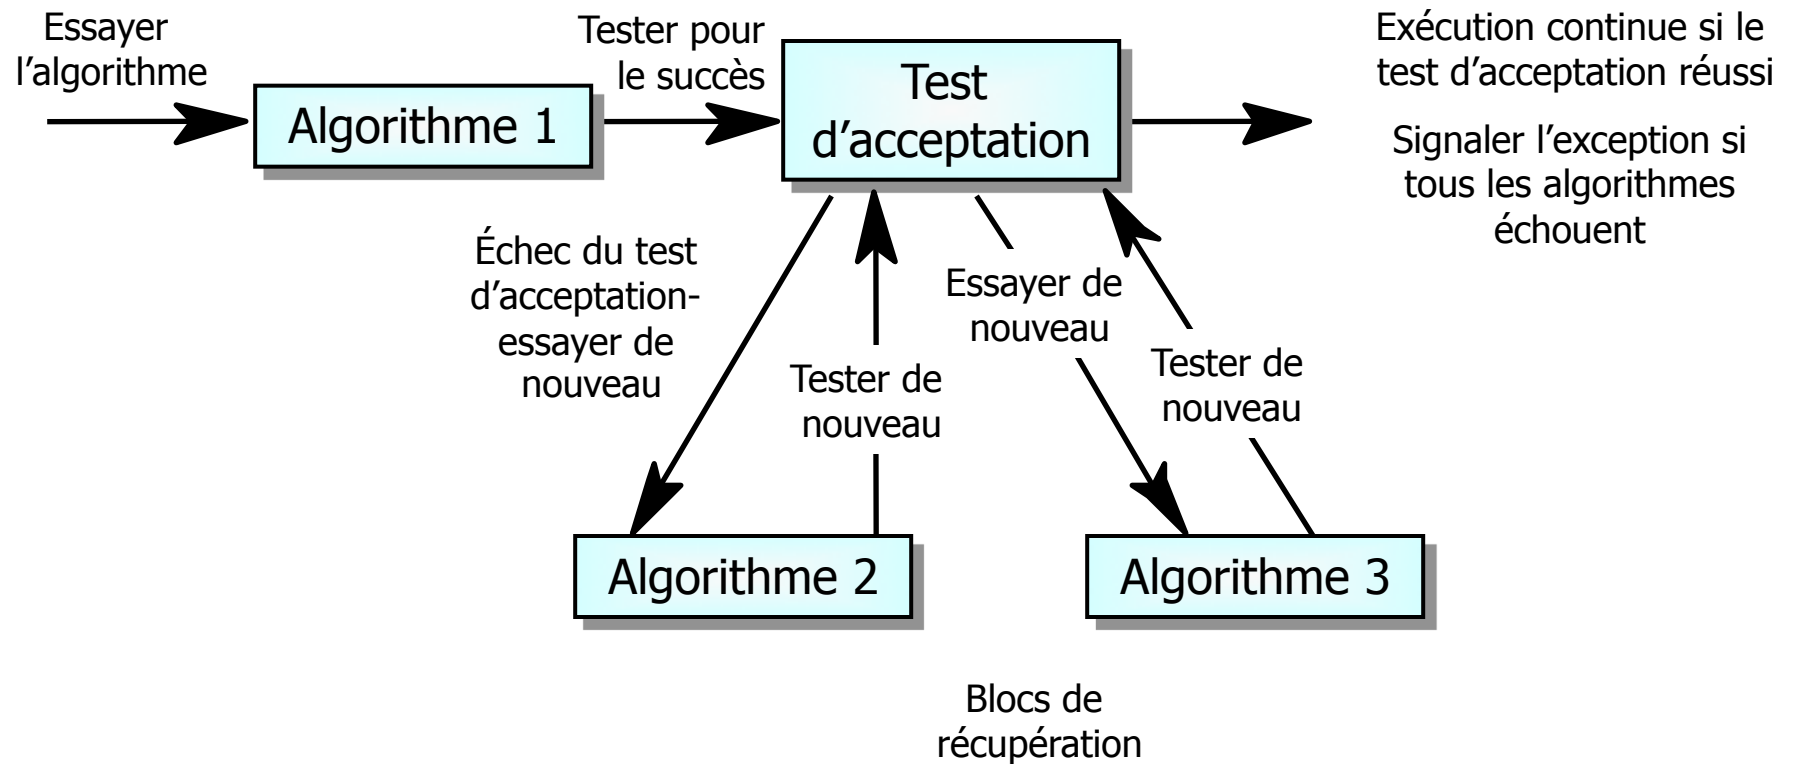 Essayer
l’algorithme
Algorithme 1
Tester pour
le succès
Test
d’acceptation
Exécution continue si le
test d’acceptation réussi
Signaler l’exception si
tous les algorithmes
échouent
Échec du test
d’acceptation-
essayer de
nouveau
Tester de
nouveau
Essayer de
nouveau
Tester de
nouveau
Algorithme 2
Algorithme 3
Blocs de
récupération